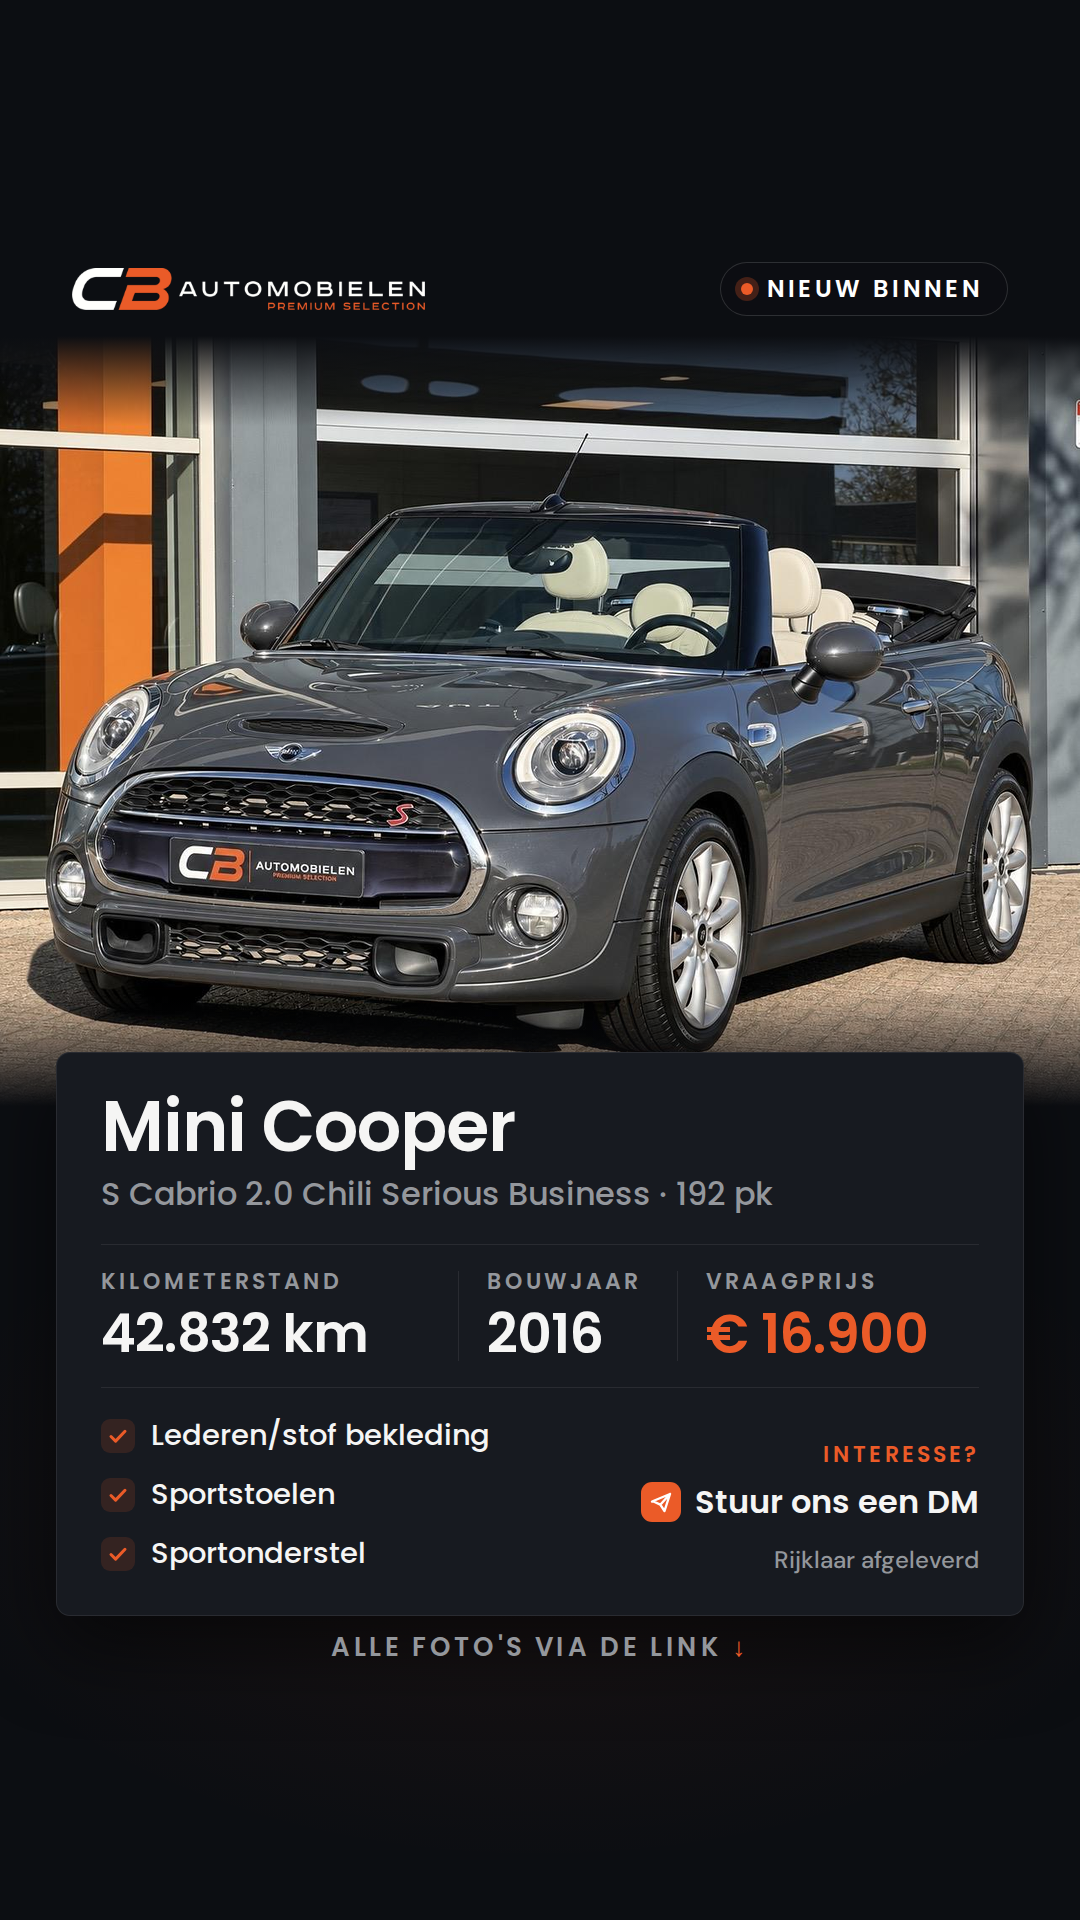 CB AUTOMOBIELEN
PREMIUM SELECTION
NIEUW BINNEN
S
CB AUTOMOBIELEN
PREMIUM SELECTION
Mini Cooper
S Cabrio 2.0 Chili Serious Business · 192 pk
KILOMETERSTAND BOUWJAAR VRAAGPRIJS
42.832 km 2016 € 16.900
Lederen/stof bekleding
Sportstoelen
Sportonderstel
INTERESSE?
Stuur ons een DM
Rijklaar afgeleverd
ALLE FOTO'S VIA DE LINK ↓